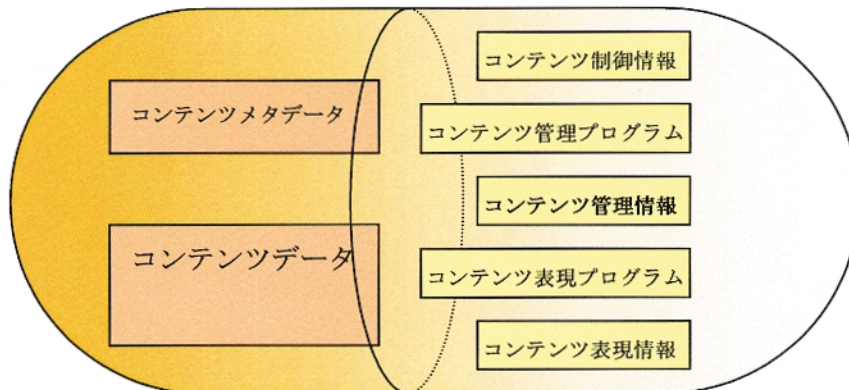 コンテンツメタデータ
コンテンツデータ
コンテンツ制御情報
コンテンツ管理プログラム
コンテンツ管理情報
コンテンツ表現プログラム
コンテンツ表現情報